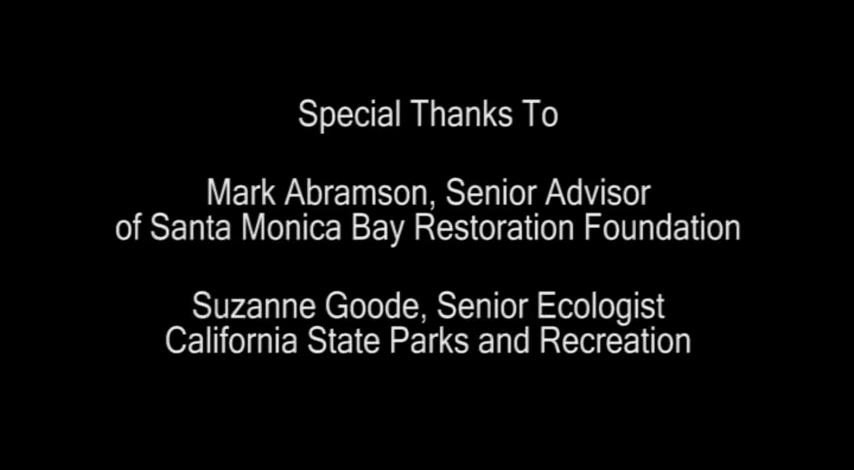 Special Thanks To
Mark Abramson, Senior Advisor
of Santa Monica Bay Restoration Foundation
Suzanne Goode, Senior Ecologist
California State Parks and Recreation